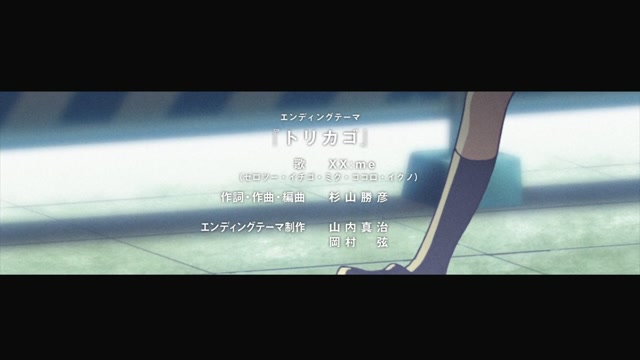 エンディングテーマ
『トリカゴ』
歌 XX:me
(ゼロツー・イチゴ・ミク・ココロ・イクノ)
作詞・作曲・編曲 杉山勝彦
エンディングテーマ制作 山内真治
岡村 弦